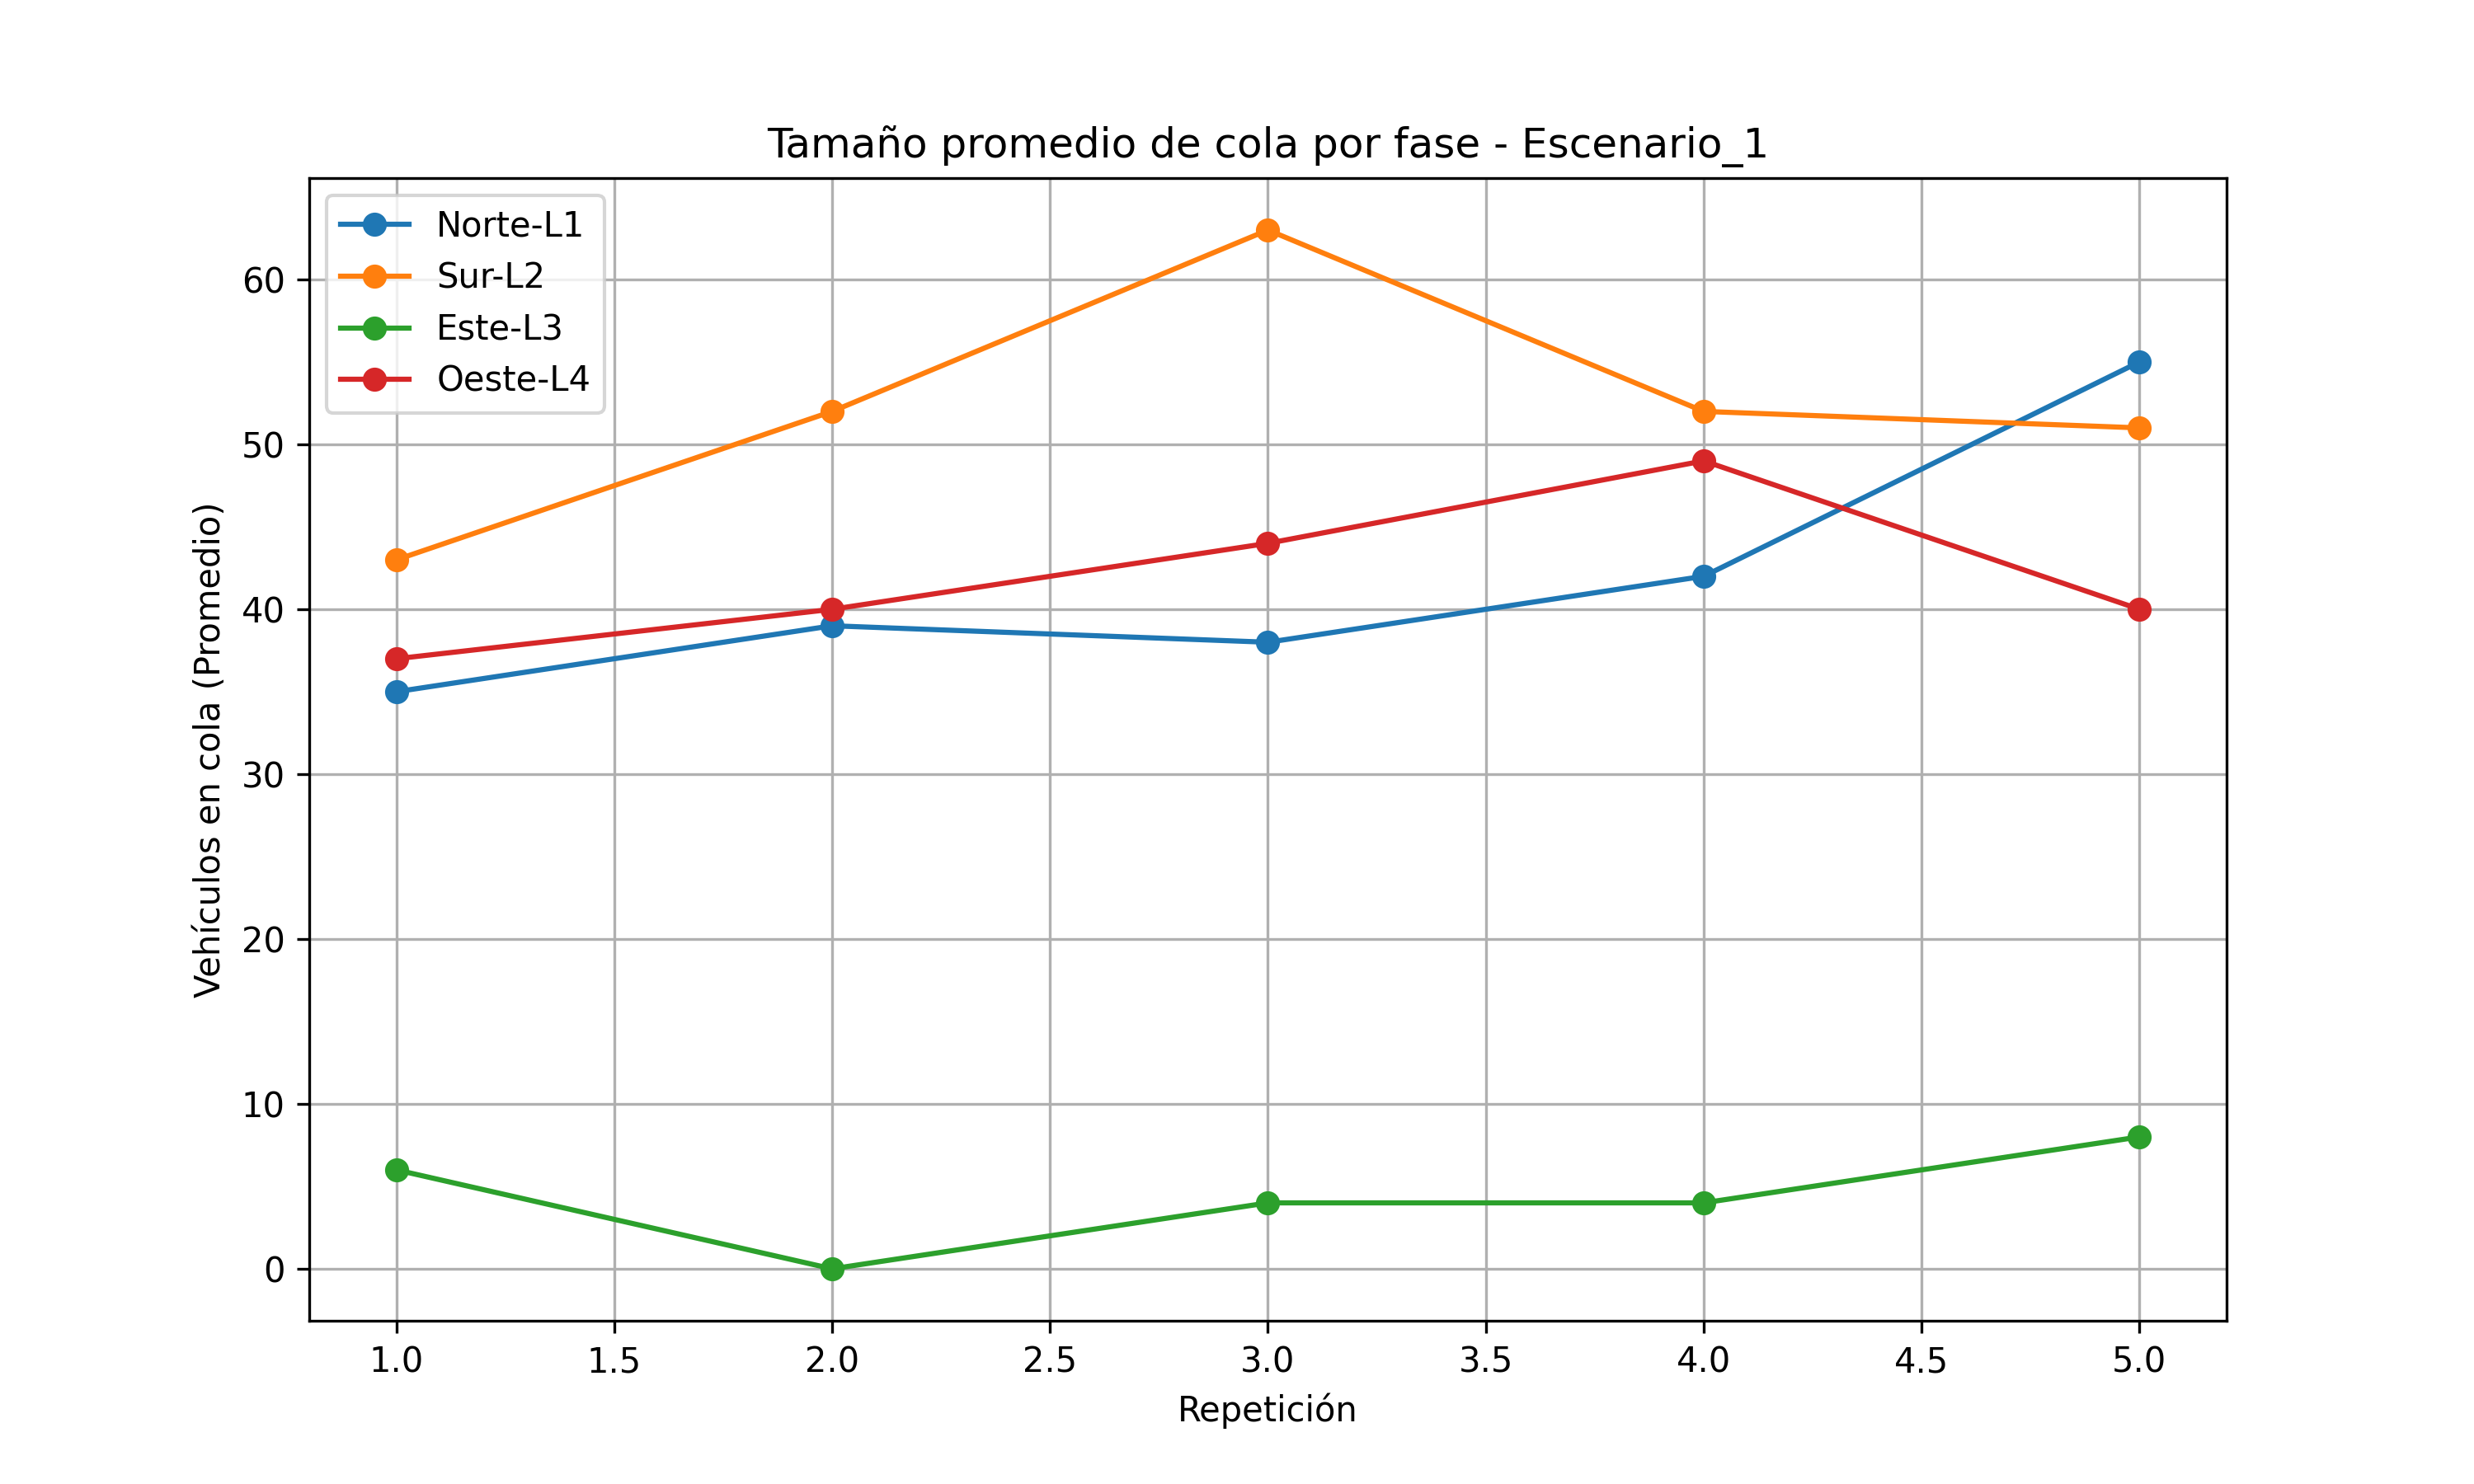 Tamaño promedio de cola por fase - Escenario_1
Norte-L1
Sur-L2
Este-L3
Oeste-L4
Vehículos en cola (Promedio)
60
50
40
30
20
10
0
1.0 1.5 2.0 2.5 3.0 3.5 4.0 4.5 5.0
Repetición